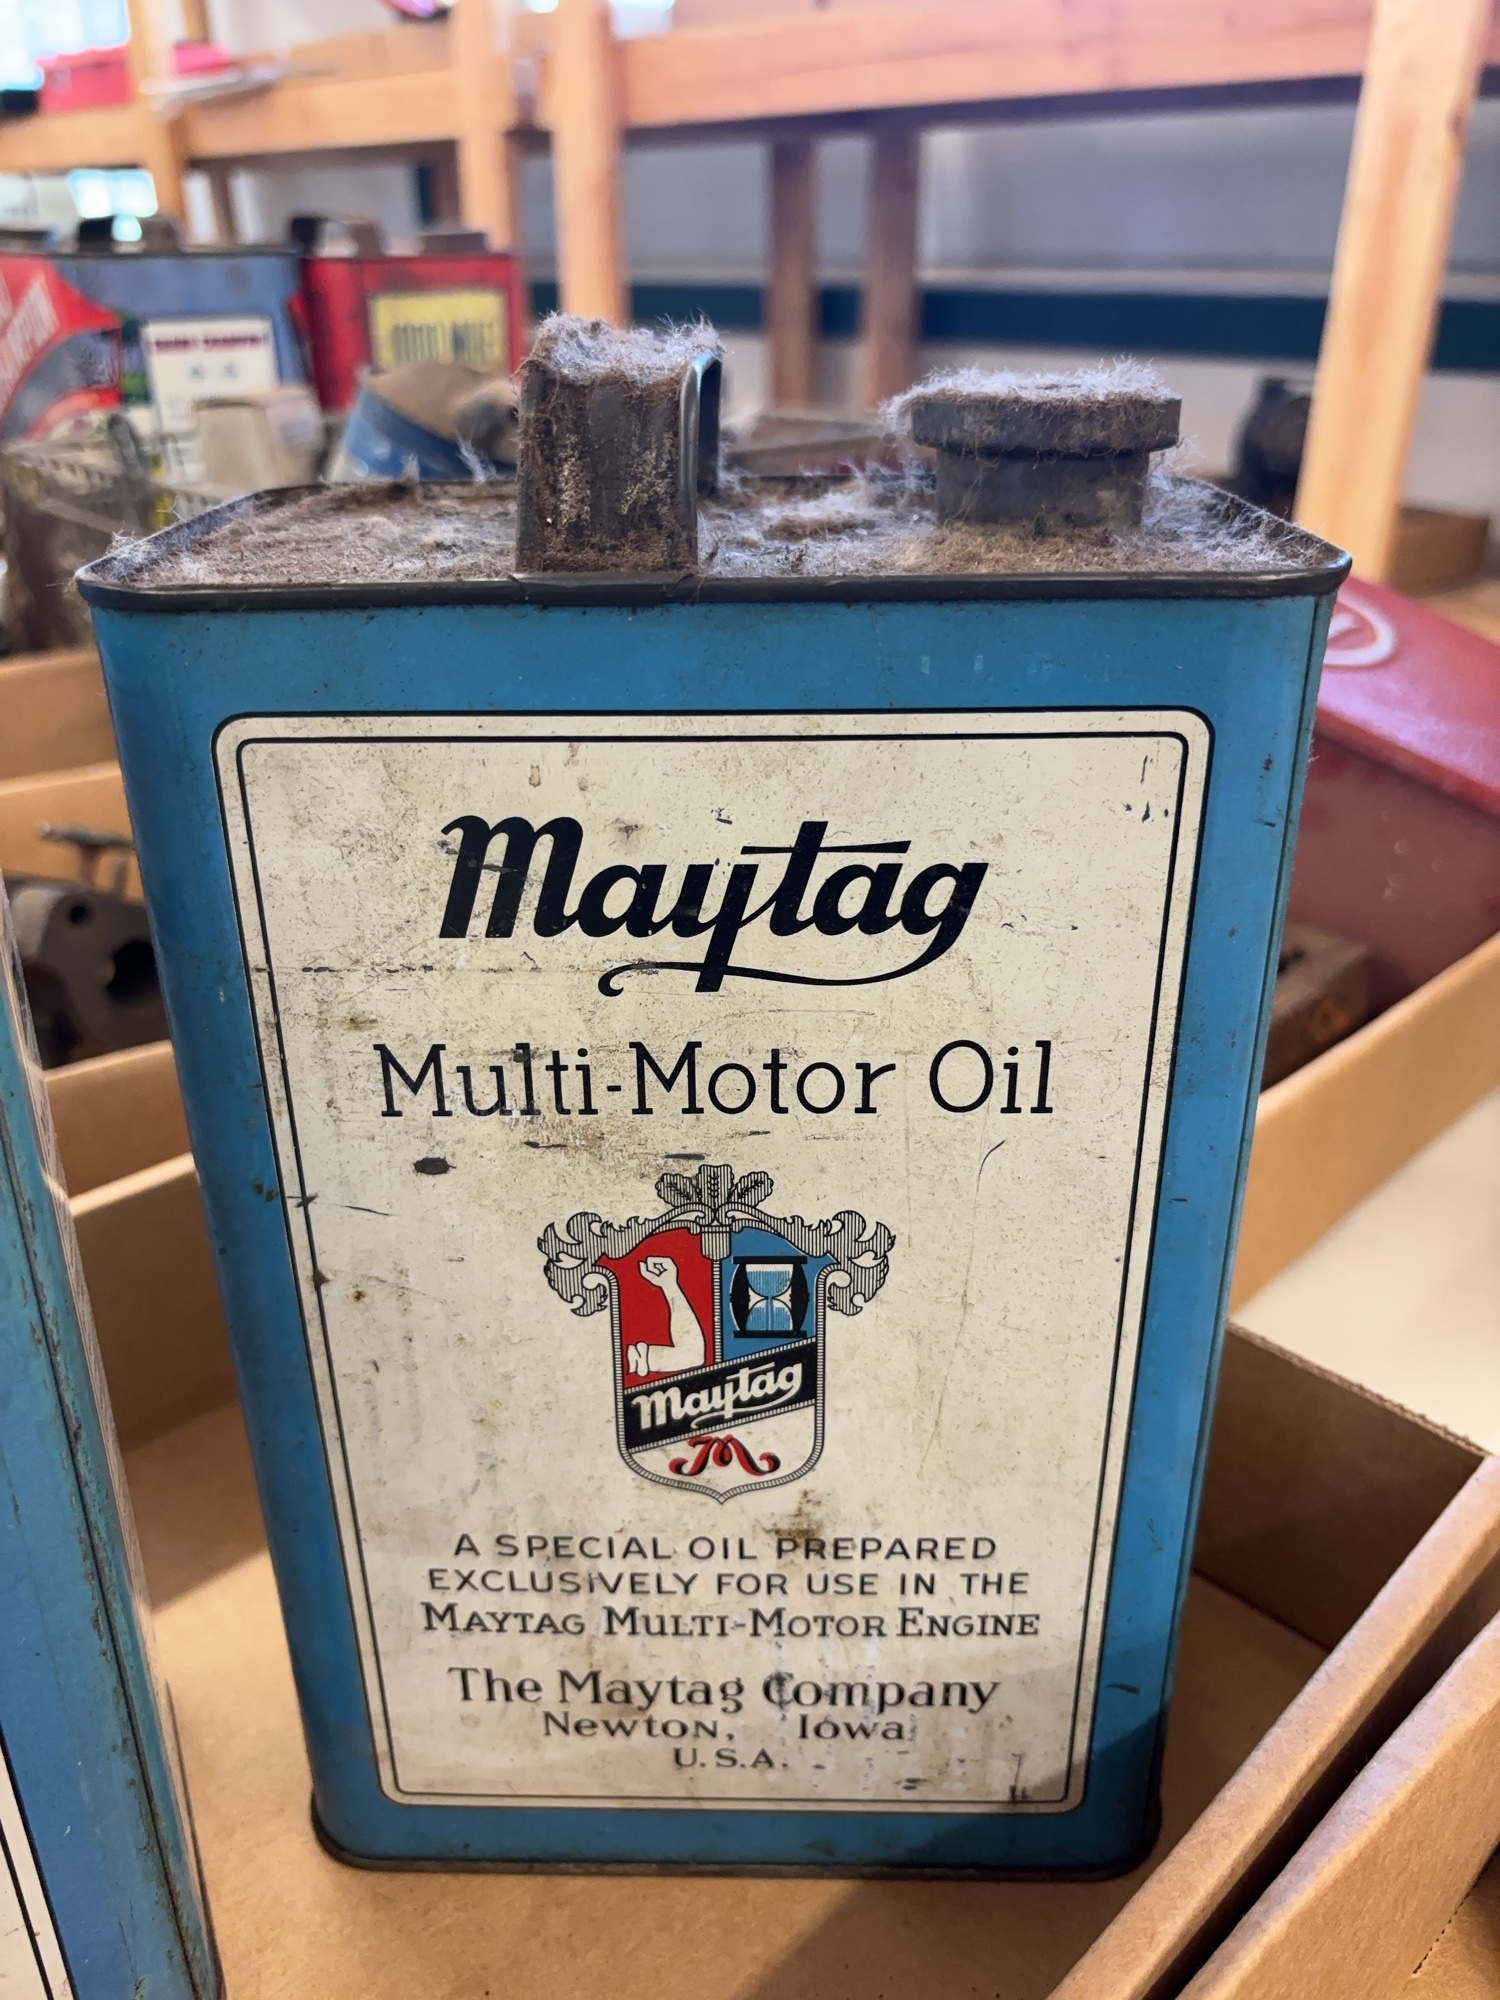 Maytag
Multi-Motor Oil
Maytag
M
A SPECIAL OIL PREPARED
EXCLUSIVELY FOR USE IN THE
MAYTAG MULTI-MOTOR ENGINE
The Maytag Company
Newton, Iowa
U.S.A.